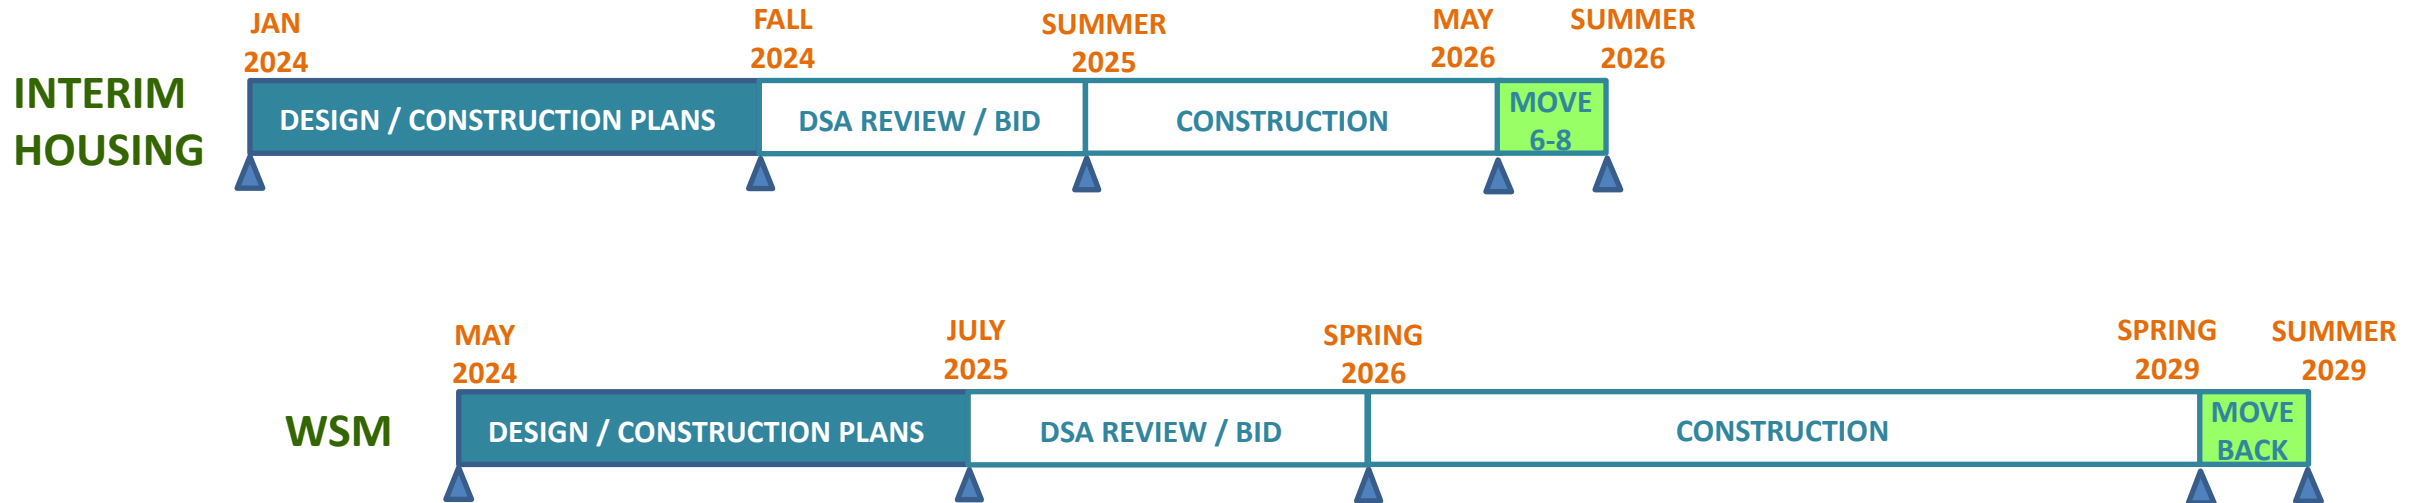 JAN
2024
FALL
2024
SUMMER
2025
MAY
2026
SUMMER
2026
INTERIM
HOUSING
DESIGN / CONSTRUCTION PLANS
DSA REVIEW / BID
CONSTRUCTION
MOVE
6-8
MAY
2024
JULY
2025
SPRING
2026
SPRING
2029
SUMMER
2029
WSM
DESIGN / CONSTRUCTION PLANS
DSA REVIEW / BID
CONSTRUCTION
MOVE
BACK